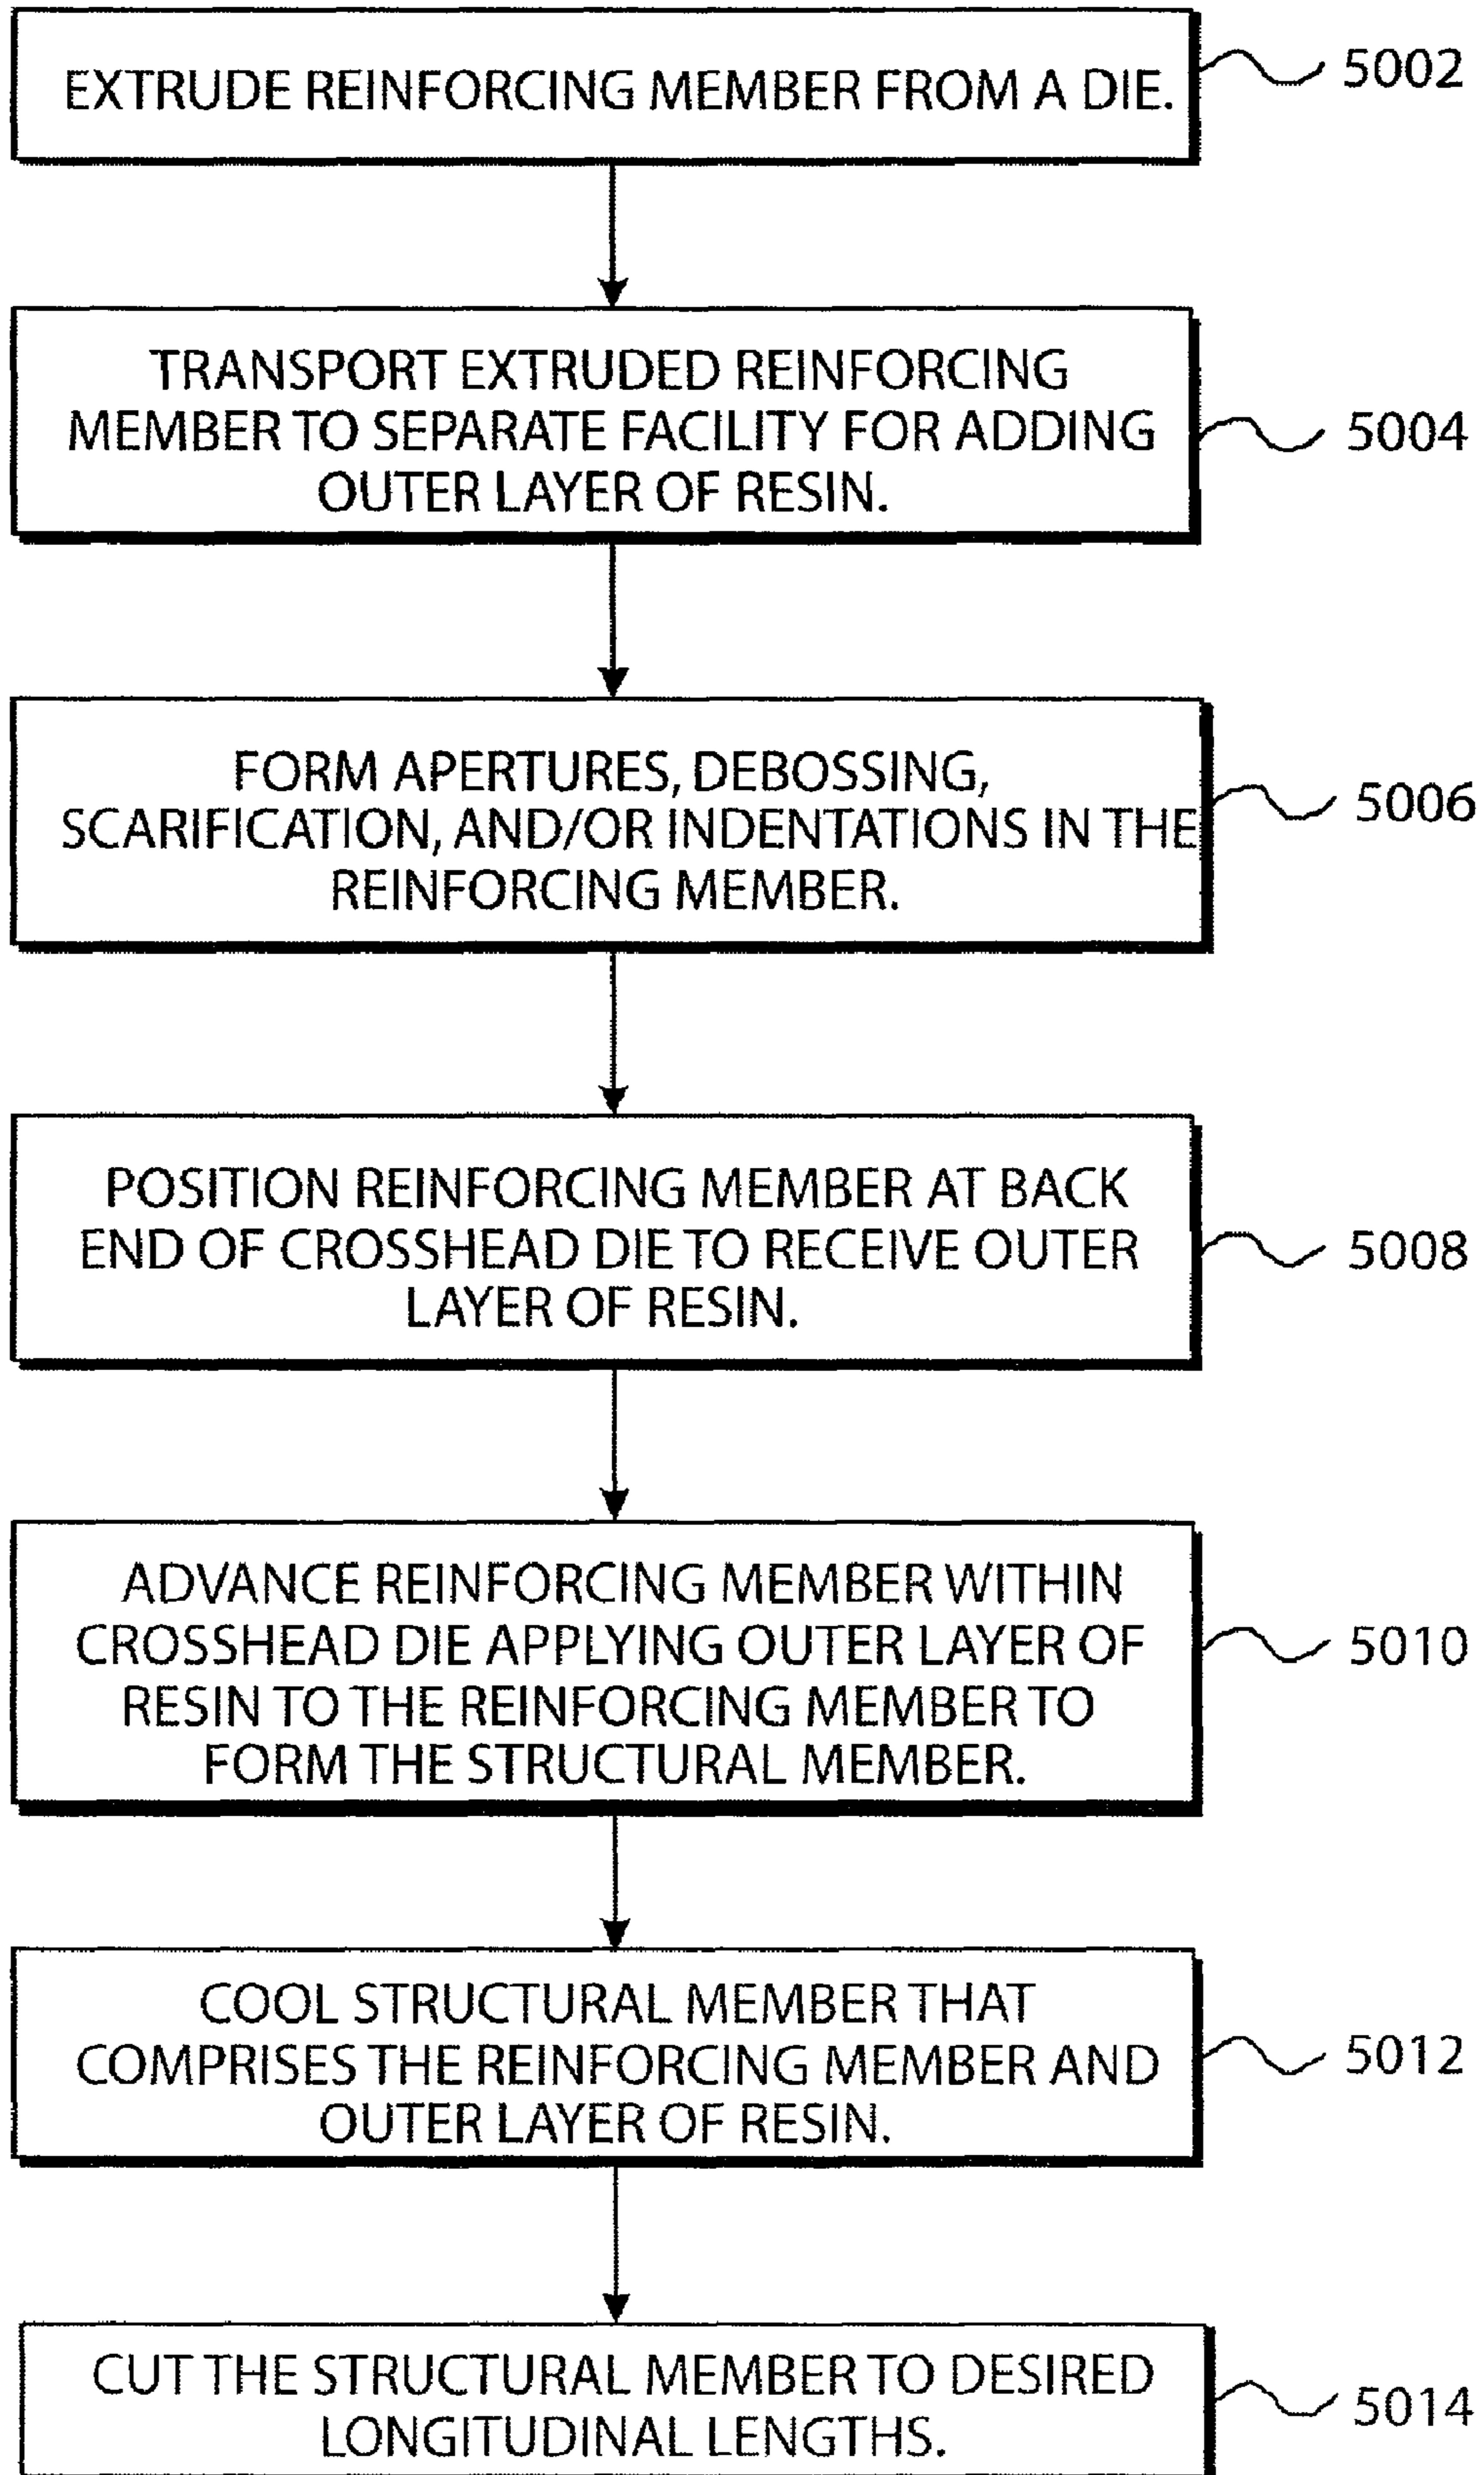 EXTRUDE REINFORCING MEMBER FROM A DIE.
5002
TRANSPORT EXTRUDED REINFORCING
MEMBER TO SEPARATE FACILITY FOR ADDING
OUTER LAYER OF RESIN.
5004
FORM APERTURES, DEBOSSING,
SCARIFICATION, AND/OR INDENTATIONS IN THE
REINFORCING MEMBER.
5006
POSITION REINFORCING MEMBER AT BACK
END OF CROSSHEAD DIE TO RECEIVE OUTER
LAYER OF RESIN.
5008
ADVANCE REINFORCING MEMBER WITHIN
CROSSHEAD DIE APPLYING OUTER LAYER OF
RESIN TO THE REINFORCING MEMBER TO
FORM THE STRUCTURAL MEMBER.
5010
COOL STRUCTURAL MEMBER THAT
COMPRISES THE REINFORCING MEMBER AND
OUTER LAYER OF RESIN.
5012
CUT THE STRUCTURAL MEMBER TO DESIRED
LONGITUDINAL LENGTHS.
5014